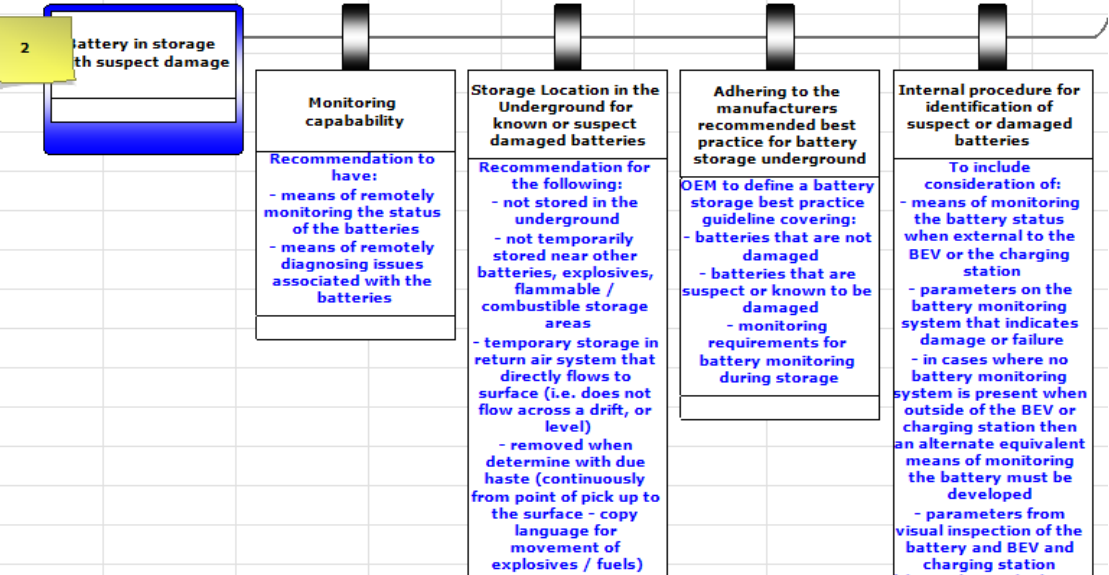 2
Battery in storage
with suspect damage
Monitoring
capabability
Recommendation to
have:
- means of remotely
monitoring the status
of the batteries
- means of remotely
diagnosing issues
associated with the
batteries
Storage Location in the
Underground for
known or suspect
damaged batteries
Recommendation for
the following:
- not stored in the
underground
- not temporarily
stored near other
batteries, explosives,
flammable /
combustible storage
areas
- temporary storage in
return air system that
directly flows to
surface (i.e. does not
flow across a drift, or
level)
- removed when
determine with due
haste (continuously
from point of pick up to
the surface - copy
language for
movement of
explosives / fuels)
Adhering to the
manufacturers
recommended best
practice for battery
storage underground
OEM to define a battery
storage best practice
guideline covering:
- batteries that are not
damaged
- batteries that are
suspect or known to be
damaged
- monitoring
requirements for
battery monitoring
during storage
Internal procedure for
identification of
suspect or damaged
batteries
To include
consideration of:
- means of monitoring
the battery status
when external to the
BEV or the charging
station
- parameters on the
battery monitoring
system that indicates
damage or failure
- in cases where no
battery monitoring
system is present when
outside of the BEV or
charging station then
an alternate equivalent
means of monitoring
the battery must be
developed
- parameters from
visual inspection of the
battery and BEV and
charging station